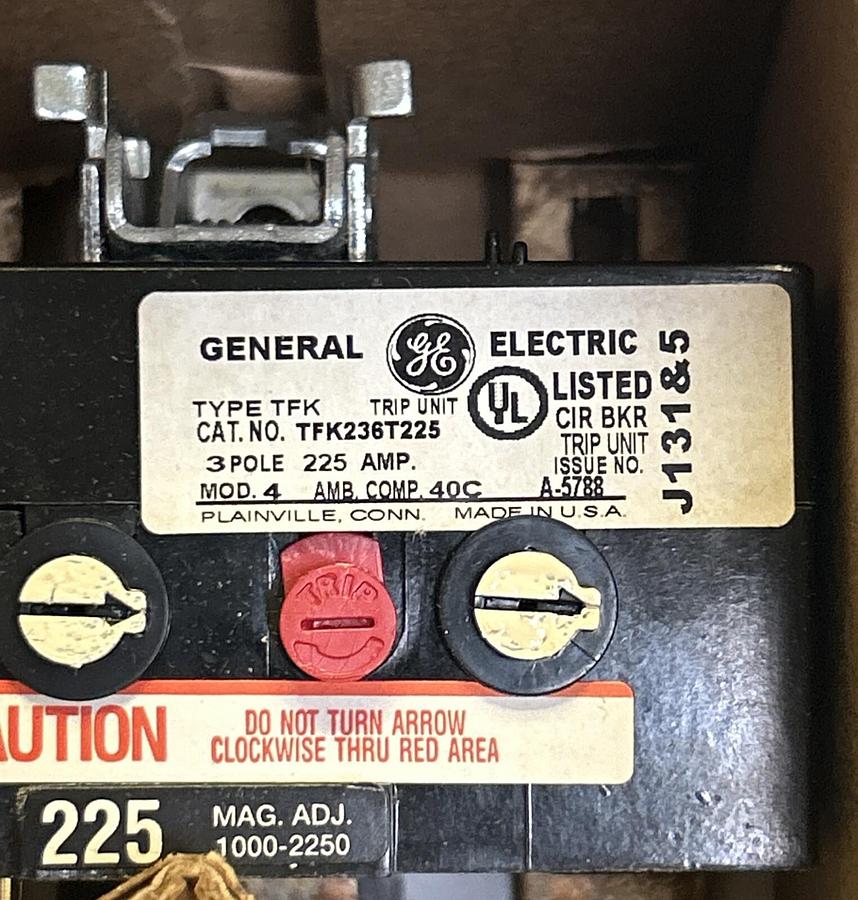 GENERAL GE ELECTRIC
TYPE TFK TRIP UNIT
CAT. NO. TFK236T225
3 POLE 225 AMP.
MOD. 4 AMB. COMP. 40C
PLAINVILLE, CONN. MADE IN U.S.A.
UL LISTED
CIR BKR
TRIP UNIT
ISSUE NO.
A-5788
J131&5
TRIP
AUTION
DO NOT TURN ARROW
CLOCKWISE THRU RED AREA
225
MAG. ADJ.
1000-2250